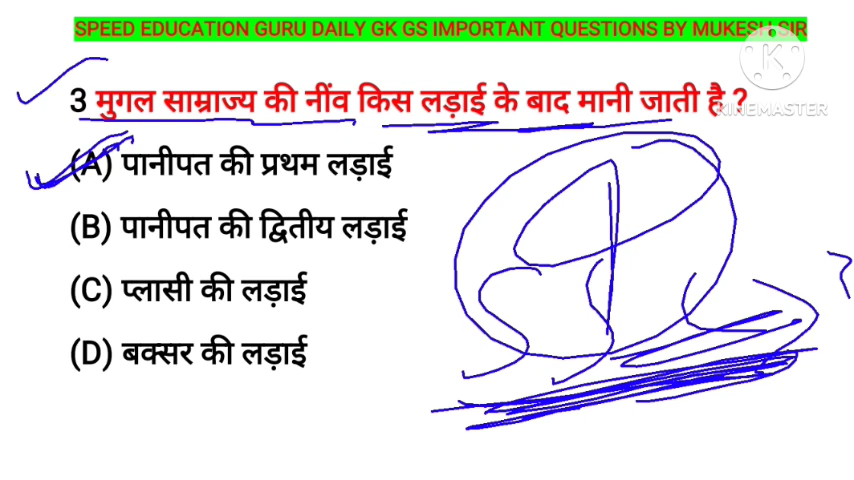 SPEED EDUCATION GURU DAILY GK GS IMPORTANT QUESTIONS BY MUKESH SIR
K
KINEMASTER
3 मुगल साम्राज्य की नींव किस लड़ाई के बाद मानी जाती है ?
(A) पानीपत की प्रथम लड़ाई
(B) पानीपत की द्वितीय लड़ाई
(C) प्लासी की लड़ाई
(D) बक्सर की लड़ाई